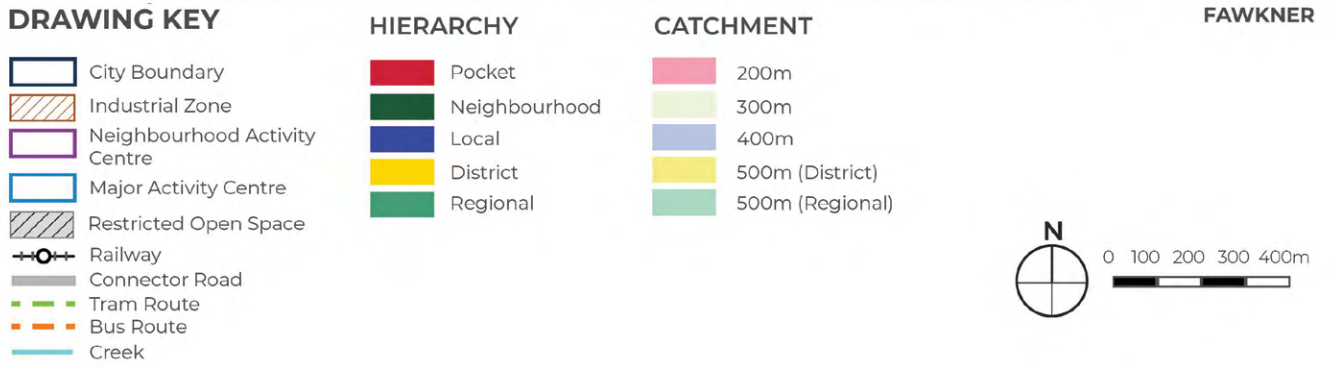 DRAWING KEY
City Boundary
Industrial Zone
Neighbourhood Activity
Centre
Major Activity Centre
Restricted Open Space
Railway
Connector Road
Tram Route
Bus Route
Creek
HIERARCHY
Pocket
Neighbourhood
Local
District
Regional
CATCHMENT
200m
300m
400m
500m (District)
500m (Regional)
FAWKNER
N
0 100 200 300 400m